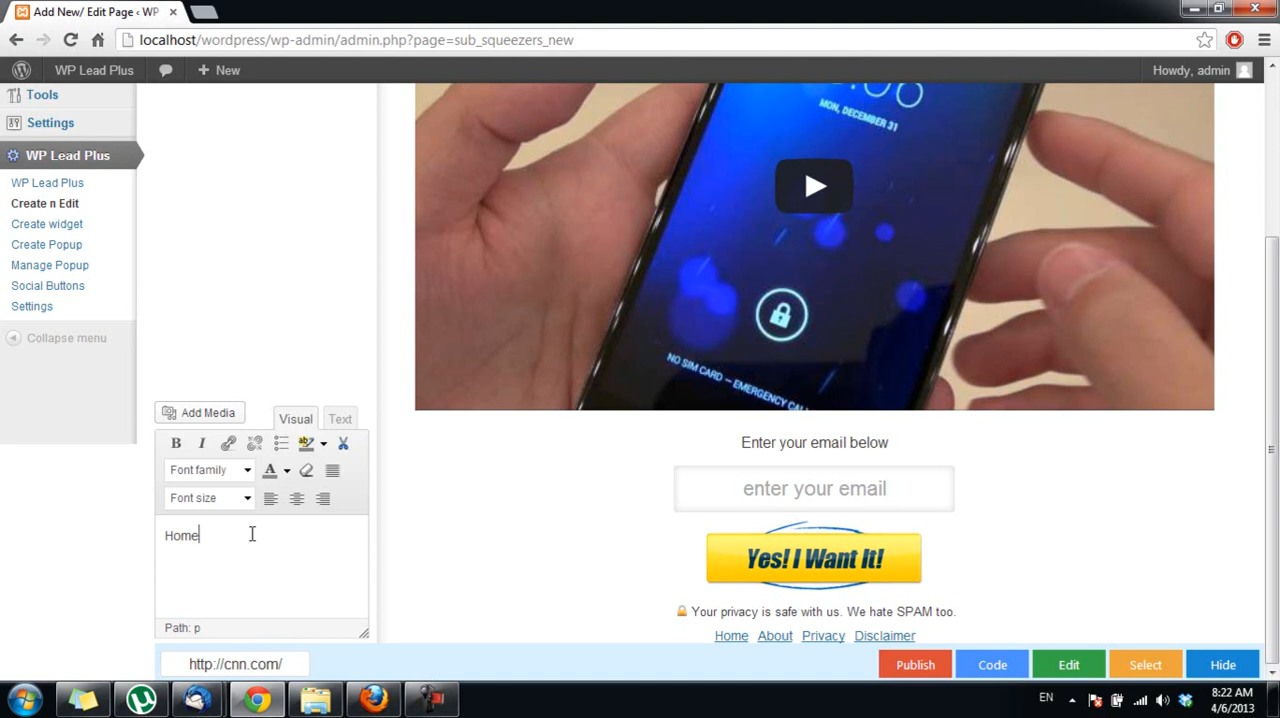 Add New/ Edit Page ‹ WP
localhost/wordpress/wp-admin/admin.php?page=sub_squeezers_new
WP Lead Plus
New
Howdy, admin
Tools
Settings
WP Lead Plus
WP Lead Plus
Create n Edit
Create widget
Create Popup
Manage Popup
Social Buttons
Settings
Collapse menu
MON, DECEMBER 31
NO SIM CARD — EMERGENCY
Add Media
Visual
Text
Font family
Font size
Home
Path: p
Enter your email below
enter your email
Yes! I Want It!
Your privacy is safe with us. We hate SPAM too.
Home About Privacy Disclaimer
http://cnn.com/
Publish
Code
Edit
Select
Hide
EN
8:22 AM
4/6/2013